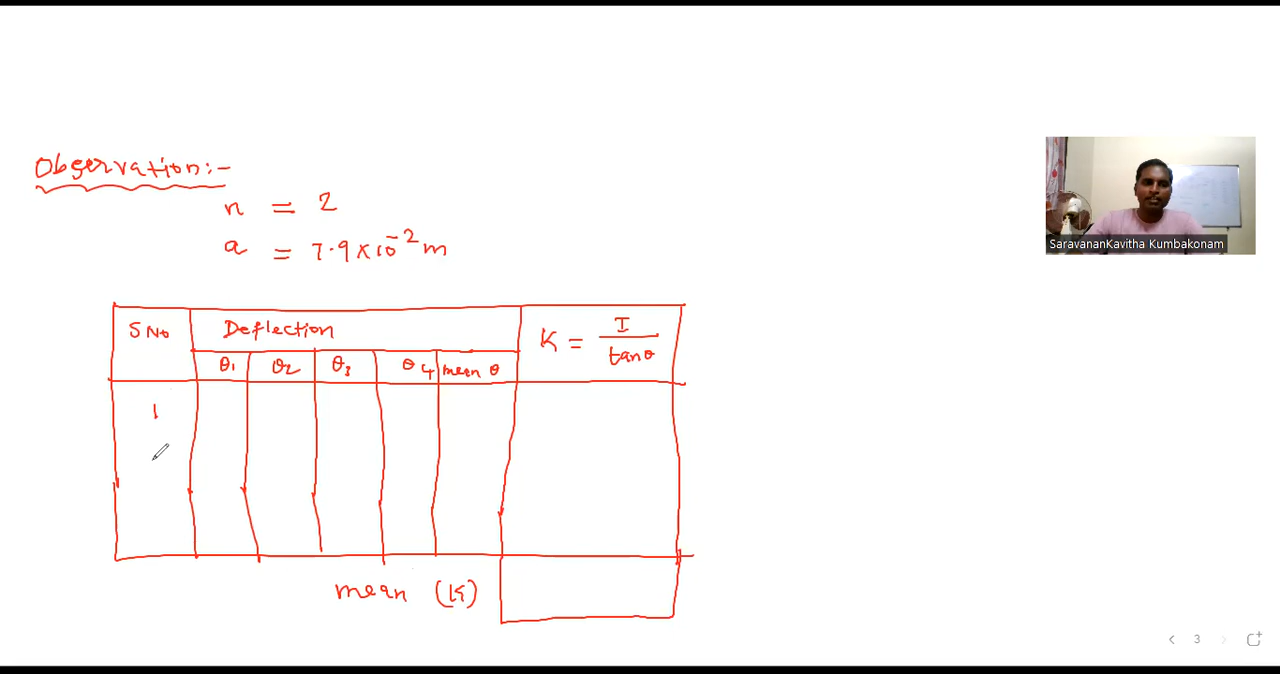 Observation:-
n = 2
a = 7.9 x 10⁻² m
SaravananKavitha Kumbakonam
S No Deflection K = I / tanθ
θ₁ θ₂ θ₃ θ₄ mean θ
1
mean (K)
3